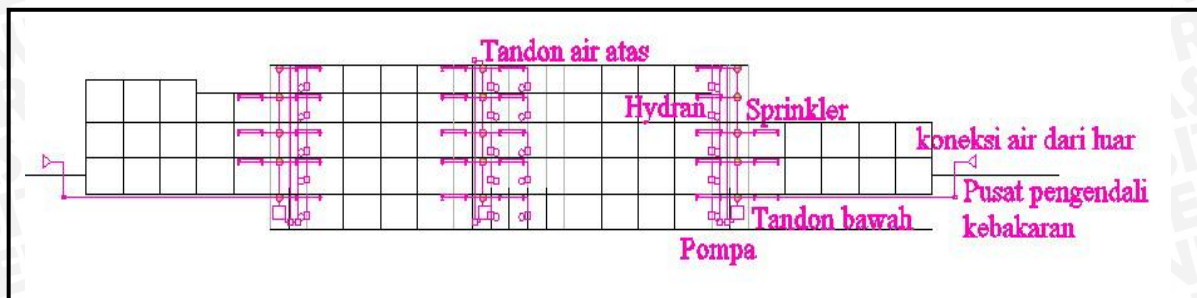 Tandon air atas
Hydran
Sprinkler
koneksi air dari luar
Pusat pengendali
kebakaran
Tandon bawah
Pompa